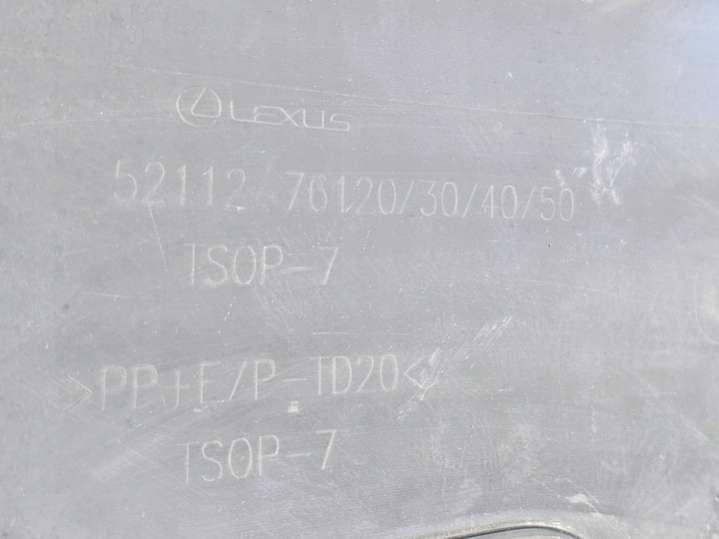 LEXUS
52112-76120/30/40/50
TSOP-7
>PP+E/P-TD20<
TSOP-7